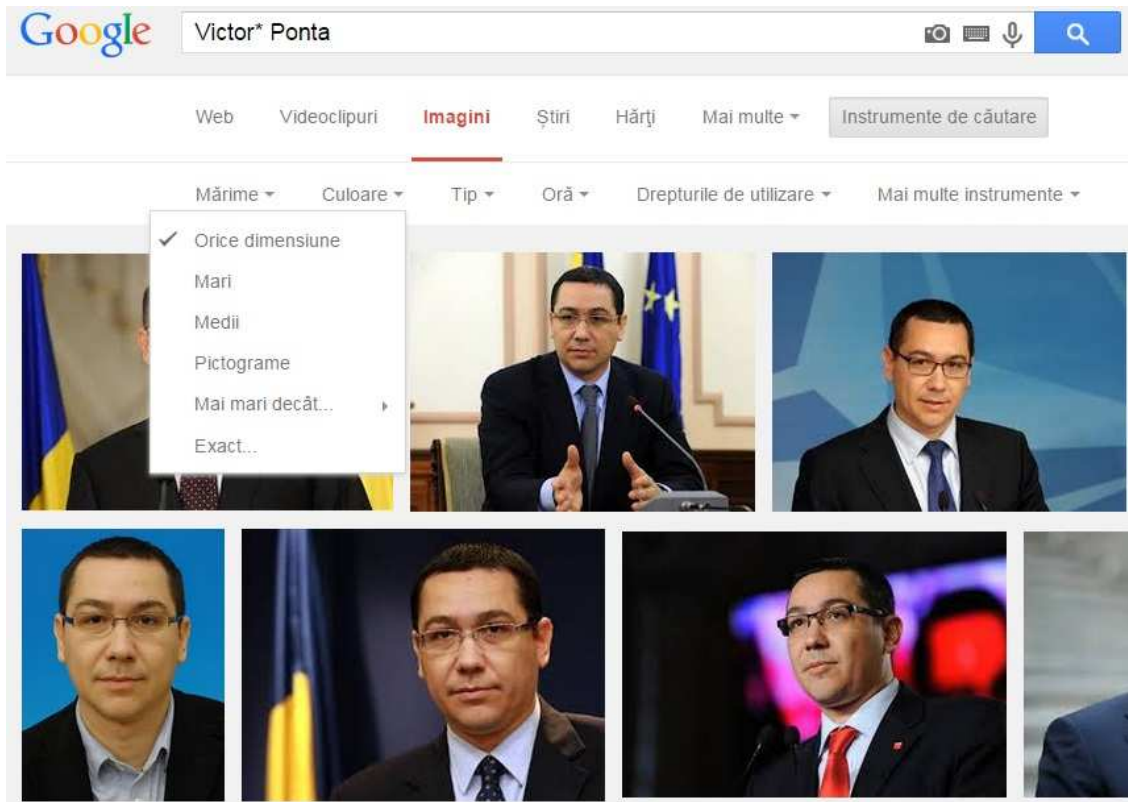 Google Victor* Ponta
Web Videoclipuri Imagini Știri Hărţi Mai multe Instrumente de căutare
Mărime Culoare Tip Oră Drepturile de utilizare Mai multe instrumente
Orice dimensiune
Mari
Medii
Pictograme
Mai mari decât...
Exact...